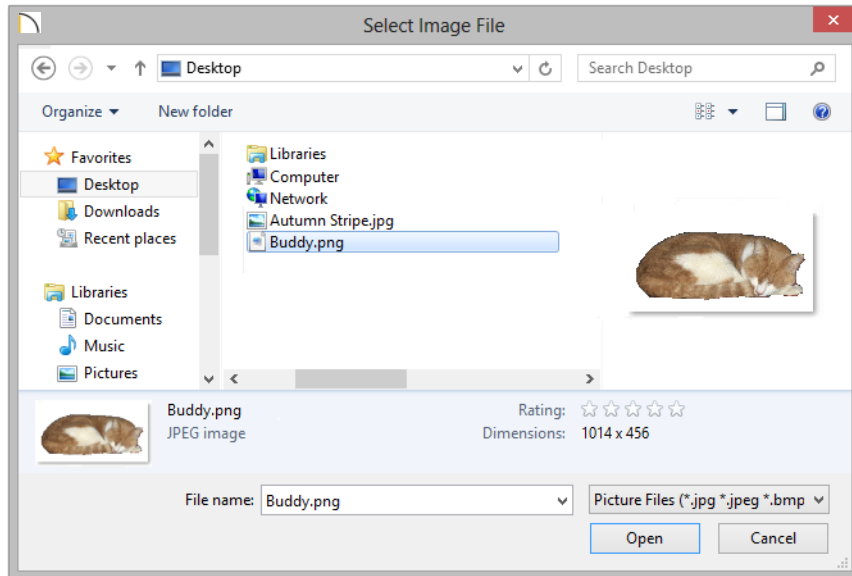 Select Image File
Desktop
Search Desktop
Organize
New folder
Favorites
Desktop
Downloads
Recent places
Libraries
Documents
Music
Pictures
Libraries
Computer
Network
Autumn Stripe.jpg
Buddy.png
Buddy.png
JPEG image
Rating:
Dimensions: 1014 x 456
File name: Buddy.png
Picture Files (*.jpg *.jpeg *.bmp
Open
Cancel